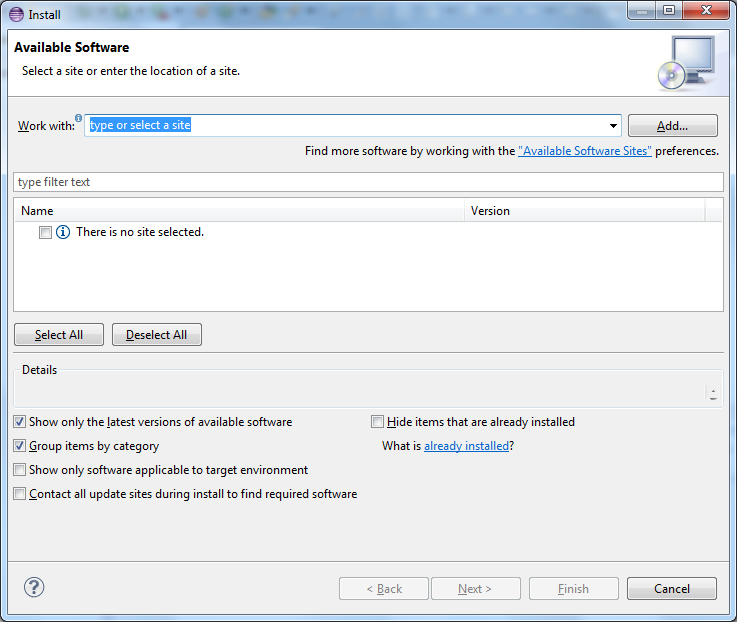 Install
Available Software
Select a site or enter the location of a site.
Work with: type or select a site Add...
Find more software by working with the "Available Software Sites" preferences.
type filter text
Name Version
There is no site selected.
Select All Deselect All
Details
Show only the latest versions of available software Hide items that are already installed
Group items by category What is already installed?
Show only software applicable to target environment
Contact all update sites during install to find required software
? < Back Next > Finish Cancel